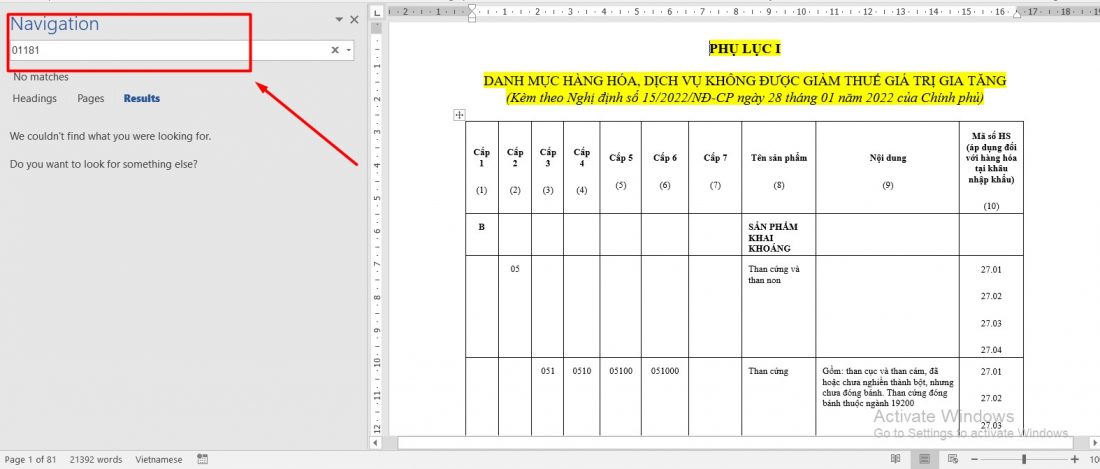 Navigation
01181
No matches
Headings Pages Results
We couldn't find what you were looking for.
Do you want to look for something else?
PHỤ LỤC I
DANH MỤC HÀNG HÓA, DỊCH VỤ KHÔNG ĐƯỢC GIẢM THUẾ GIÁ TRỊ GIA TĂNG
(Kèm theo Nghị định số 15/2022/NĐ-CP ngày 28 tháng 01 năm 2022 của Chính phủ)
Cấp 1 (1)
Cấp 2 (2)
Cấp 3 (3)
Cấp 4 (4)
Cấp 5 (5)
Cấp 6 (6)
Cấp 7 (7)
Tên sản phẩm (8)
Nội dung (9)
Mã số HS
(áp dụng đối
với hàng hóa
tại khâu
nhập khẩu)
(10)
B
SẢN PHẨM
KHAI
KHOÁNG
05
Than cứng và
than non
27.01
27.02
27.03
27.04
051 0510 05100 051000
Than cứng
Gồm: than cục và than cám, đã
hoặc chưa nghiền thành bột, nhưng
chưa đóng bánh. Than cứng đóng
bánh thuộc ngành 19200
27.01
27.02
27.03
Activate Windows
Go to Settings to activate Windows.
Page 1 of 81 21392 words Vietnamese